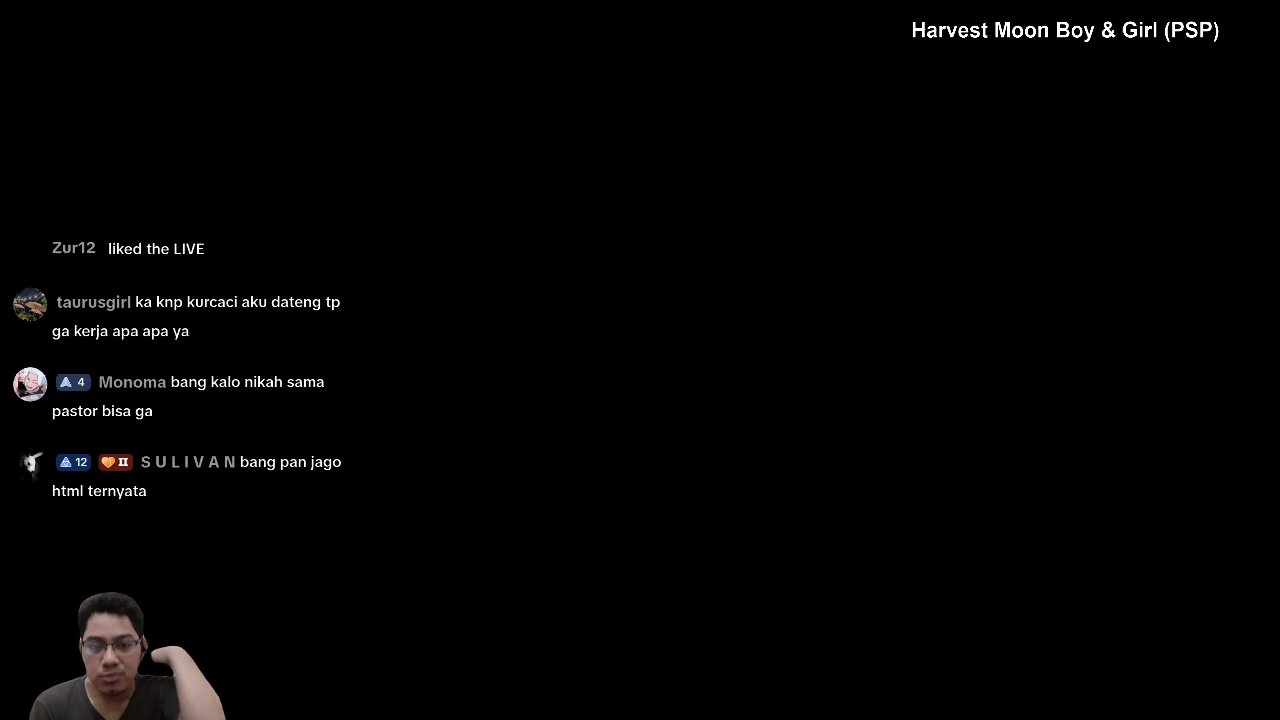 Harvest Moon Boy & Girl (PSP)
Zur12 liked the LIVE
taurusgirl ka knp kurcaci aku dateng tp
ga kerja apa apa ya
4 Monoma bang kalo nikah sama
pastor bisa ga
12 II S U L I V A N bang pan jago
html ternyata